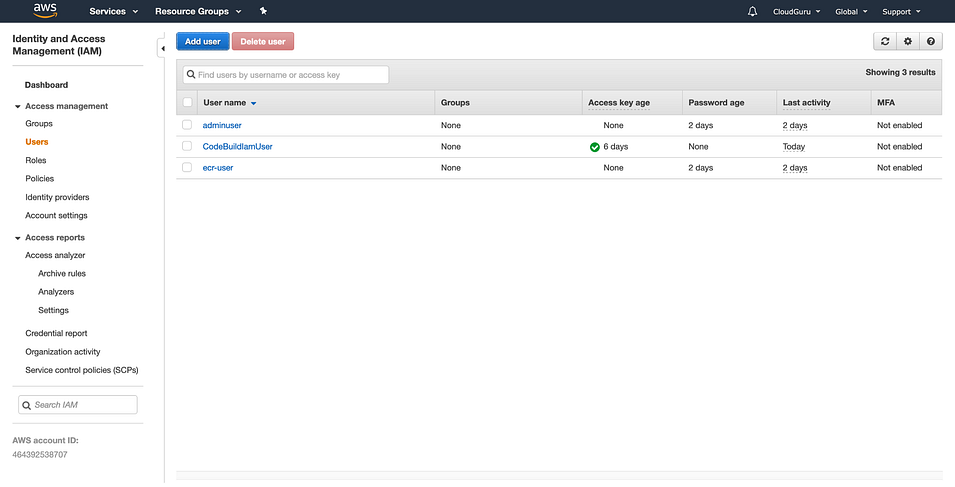 aws Services Resource Groups CloudGuru Global Support
Identity and Access
Management (IAM)
Dashboard
Access management
Groups
Users
Roles
Policies
Identity providers
Account settings
Access reports
Access analyzer
Archive rules
Analyzers
Settings
Credential report
Organization activity
Service control policies (SCPs)
Search IAM
AWS account ID:
464392538707
Add user Delete user
Find users by username or access key Showing 3 results
User name Groups Access key age Password age Last activity MFA
adminuser None None 2 days 2 days Not enabled
CodeBuildIamUser None 6 days None Today Not enabled
ecr-user None None 2 days 2 days Not enabled